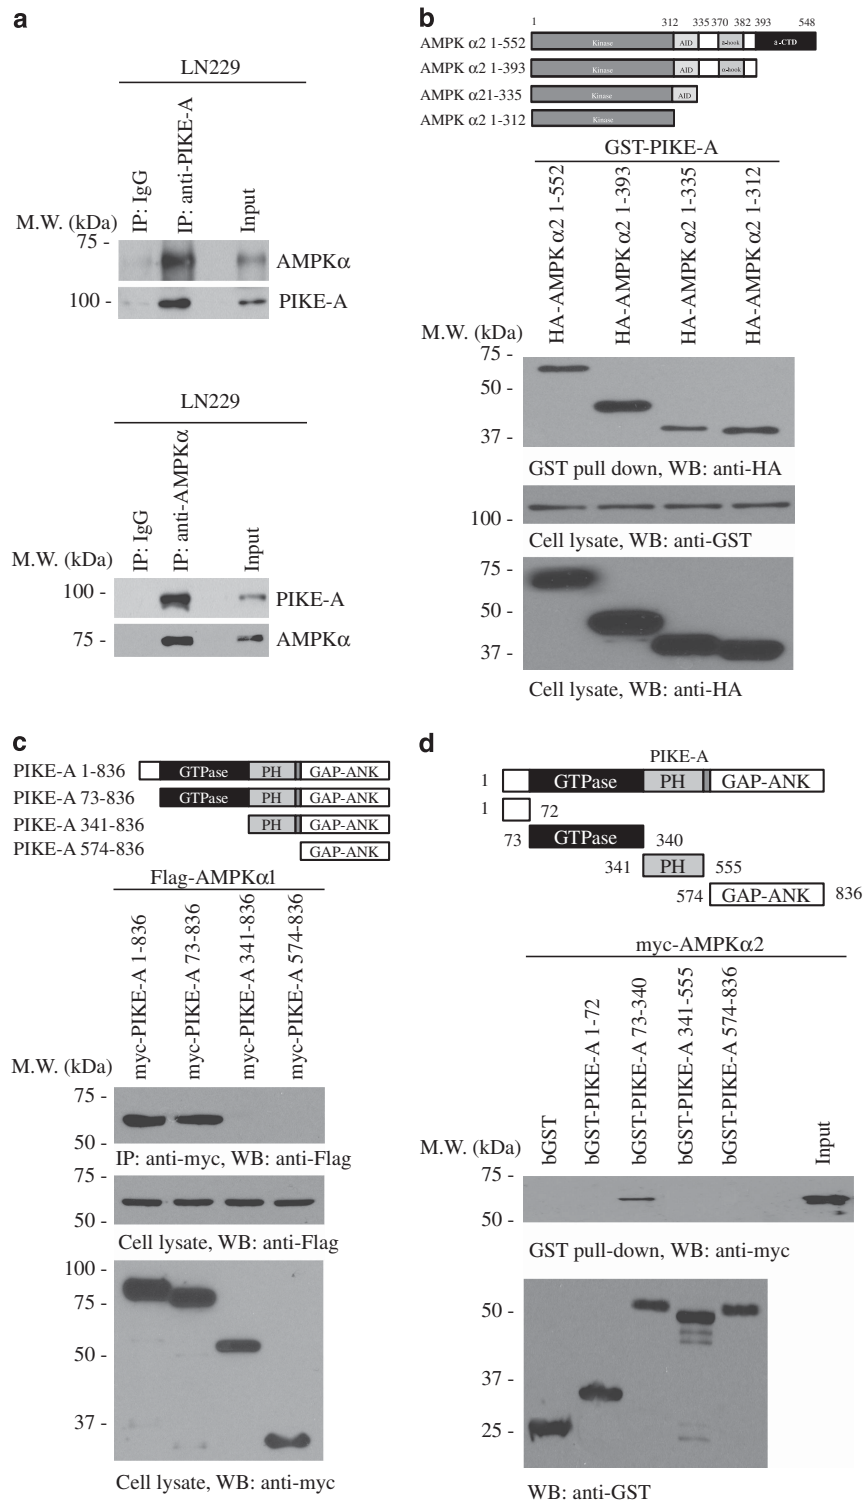 a
LN229
IP: IgG
IP: anti-PIKE-A
Input
M.W. (kDa)
75 -
AMPKα
100 -
PIKE-A
LN229
IP: IgG
IP: anti-AMPKα
Input
M.W. (kDa)
100 -
PIKE-A
75 -
AMPKα
b
1 312 335 370 382 393 548
AMPK α2 1-552 Kinase AID α-hook α-CTD
AMPK α2 1-393 Kinase AID α-hook
AMPK α21-335 Kinase AID
AMPK α2 1-312 Kinase
GST-PIKE-A
HA-AMPK α2 1-552
HA-AMPK α2 1-393
HA-AMPK α2 1-335
HA-AMPK α2 1-312
M.W. (kDa)
75 -
50 -
37 -
GST pull down, WB: anti-HA
100 -
Cell lysate, WB: anti-GST
75 -
50 -
37 -
Cell lysate, WB: anti-HA
c
PIKE-A 1-836 GTPase PH GAP-ANK
PIKE-A 73-836 GTPase PH GAP-ANK
PIKE-A 341-836 PH GAP-ANK
PIKE-A 574-836 GAP-ANK
Flag-AMPKα1
myc-PIKE-A 1-836
myc-PIKE-A 73-836
myc-PIKE-A 341-836
myc-PIKE-A 574-836
M.W. (kDa)
75 -
50 -
IP: anti-myc, WB: anti-Flag
50 -
Cell lysate, WB: anti-Flag
100 -
75 -
50 -
37 -
Cell lysate, WB: anti-myc
d
PIKE-A
1 GTPase PH GAP-ANK
1 72
73 GTPase 340
341 PH 555
574 GAP-ANK 836
myc-AMPKα2
bGST
bGST-PIKE-A 1-72
bGST-PIKE-A 73-340
bGST-PIKE-A 341-555
bGST-PIKE-A 574-836
Input
M.W. (kDa)
75 -
50 -
GST pull-down, WB: anti-myc
50 -
37 -
25 -
WB: anti-GST